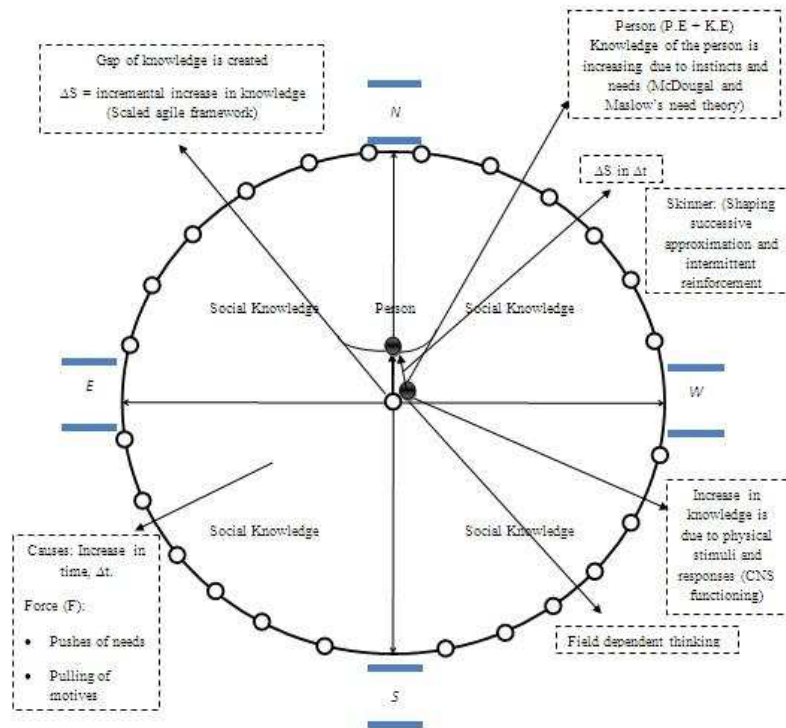 Gap of knowledge is created
ΔS = incremental increase in knowledge
(Scaled agile framework)
Person (P.E + K.E)
Knowledge of the person is
increasing due to instincts and
needs (McDougal and
Maslow's need theory)
N
ΔS in Δt
Skinner: (Shaping
successive
approximation and
intermittent
reinforcement
Social Knowledge
Person
Social Knowledge
E
W
Social Knowledge
Social Knowledge
Increase in
knowledge is
due to physical
stimuli and
responses (CNS
functioning)
Causes: Increase in
time, Δt.
Force (F):
• Pushes of needs
• Pulling of
motives
Field dependent thinking
S